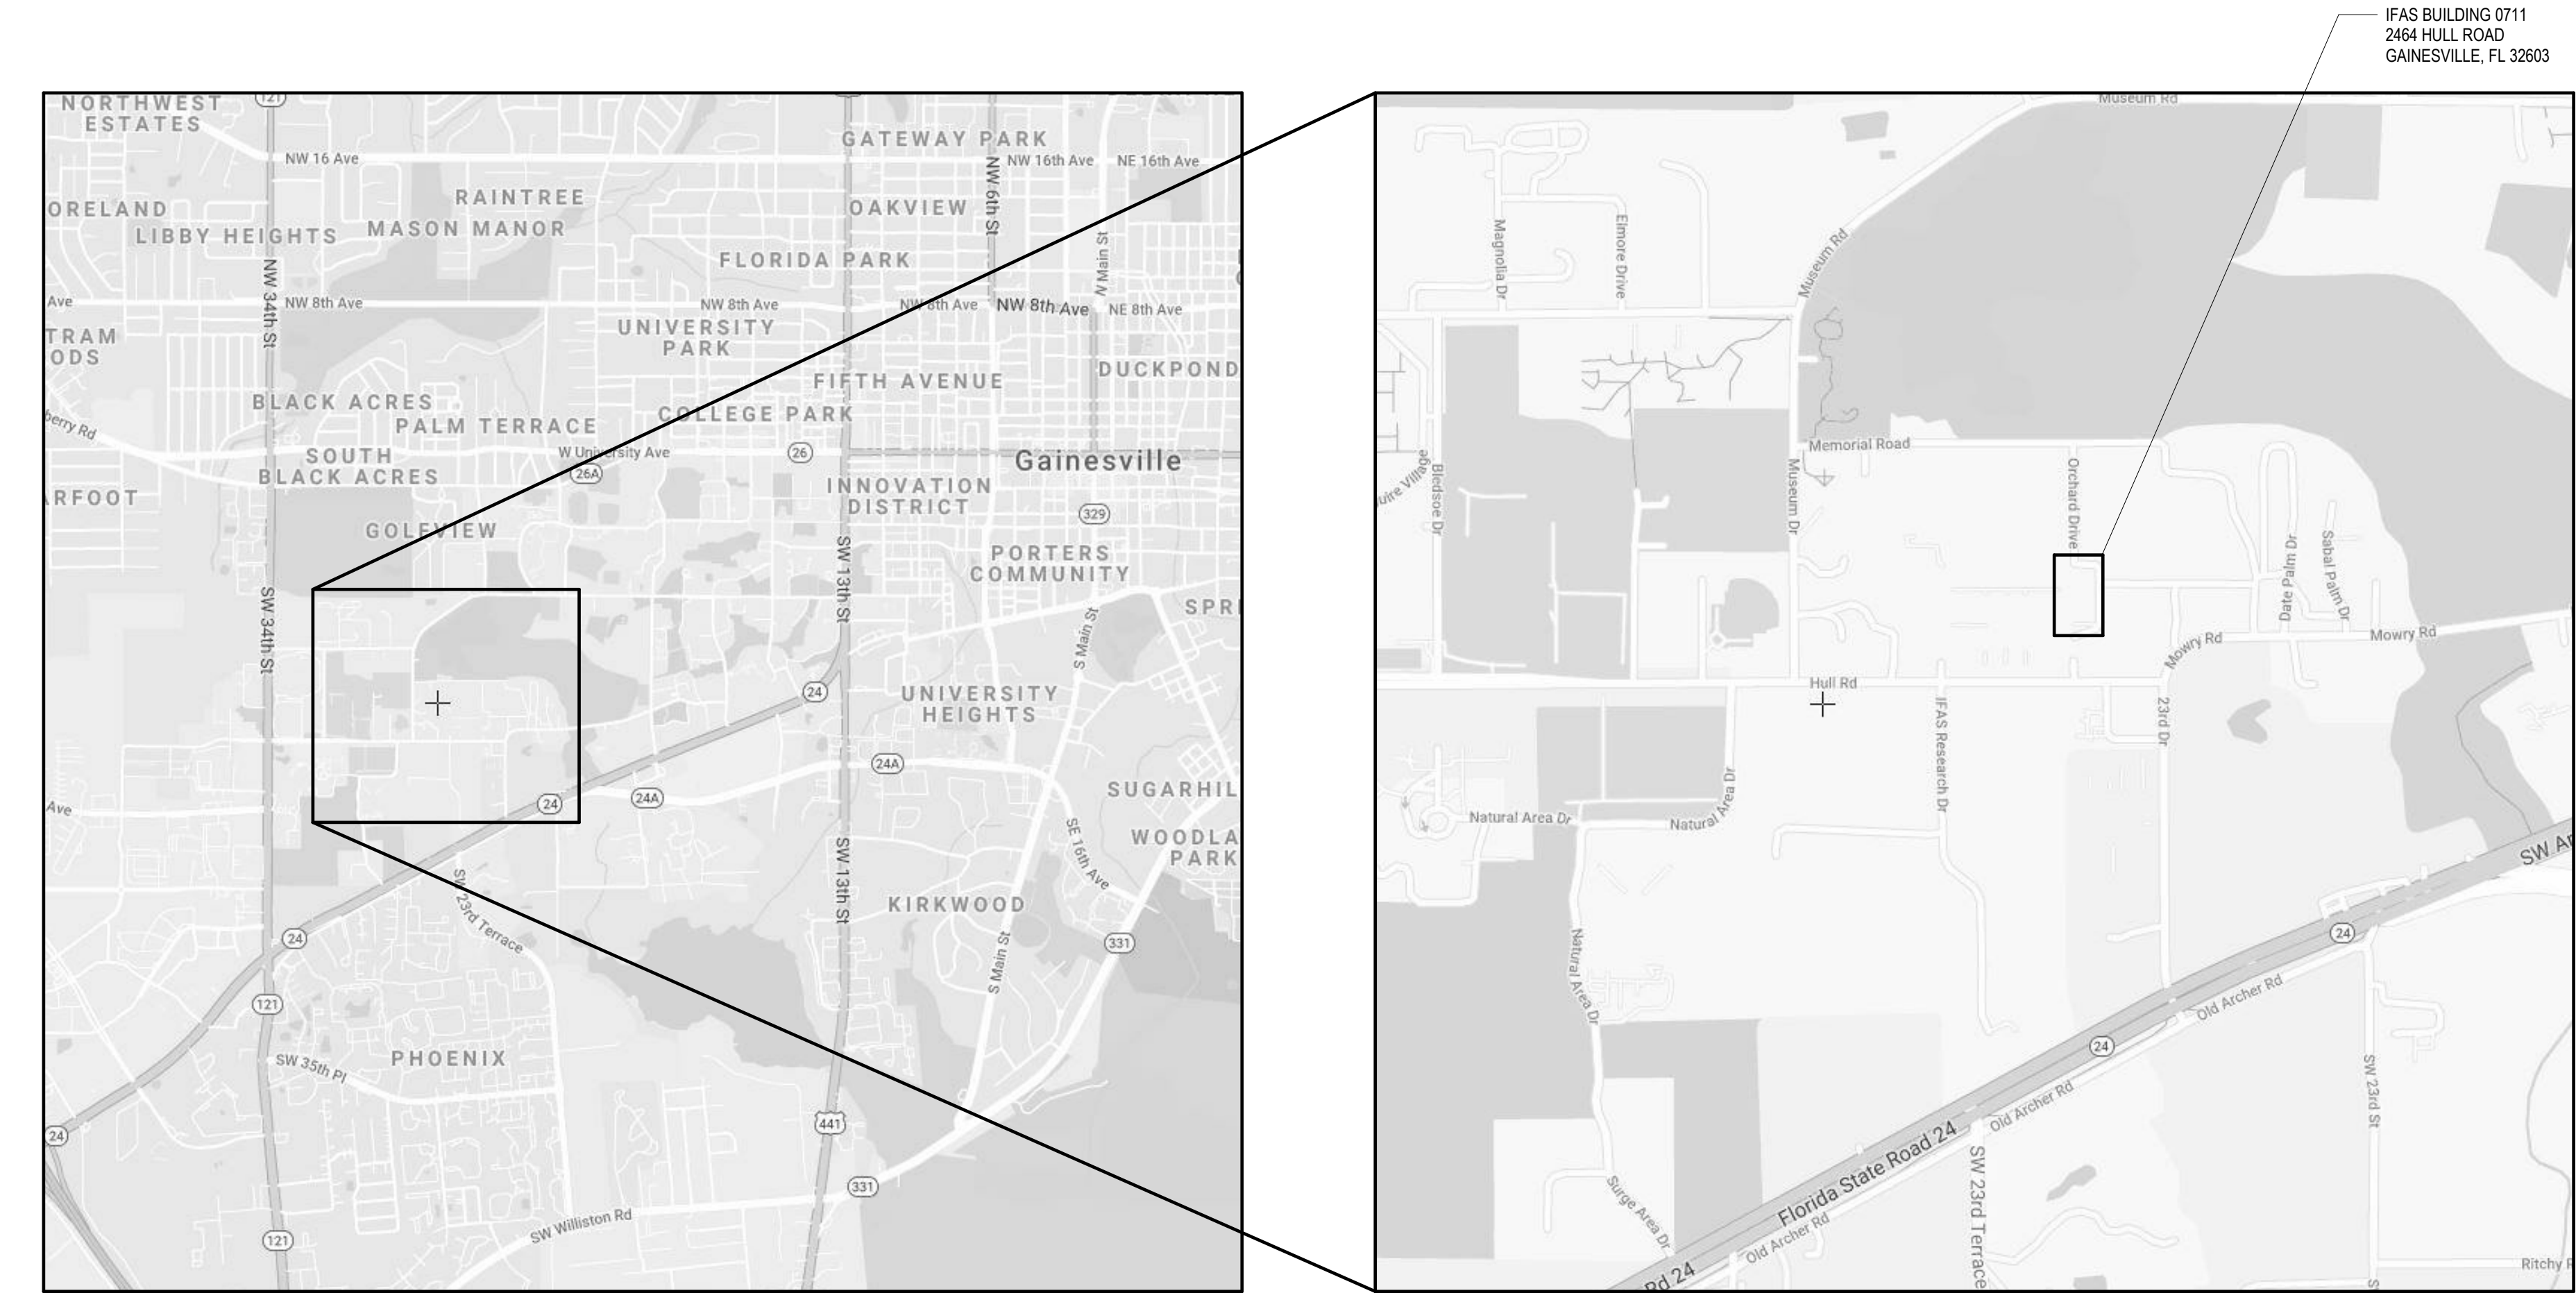 IFAS BUILDING 0711
2464 HULL ROAD
GAINESVILLE, FL 32603
NORTHWEST
ESTATES
121
NW 16 Ave
GATEWAY PARK
NW 16th Ave
NE 16th Ave
NW 6th St
RAINTREE
ORELAND
LIBBY HEIGHTS
MASON MANOR
OAKVIEW
FLORIDA PARK
N Main St
NW 34th St
Ave
NW 8th Ave
NW 8th Ave
NW 8th Ave
NW 8th Ave
NE 8th Ave
TRAM
ODS
UNIVERSITY
PARK
DUCKPOND
FIFTH AVENUE
BLACK ACRES
COLLEGE PARK
PALM TERRACE
berry Rd
SOUTH
BLACK ACRES
W University Ave
26A
26
Gainesville
RFOOT
INNOVATION
DISTRICT
329
GOLFVIEW
SW 13th St
PORTERS
COMMUNITY
SW 34th St
SPRI
S Main St
24
UNIVERSITY
HEIGHTS
24A
24A
24
SUGARHIL
Ave
SE 16th Ave
WOODLA
PARK
SW 13th St
SW 23rd Terrace
KIRKWOOD
24
331
S Main St
121
SW 35th Pl
PHOENIX
24
441
331
SW Williston Rd
121
Museum Rd
Magnolia Dr
Elmore Drive
Museum Rd
Memorial Road
uire Village
Bledsoe Dr
Museum Dr
Orchard Drive
Date Palm Dr
Sabal Palm Dr
Mowry Rd
Mowry Rd
Hull Rd
IFAS Research Dr
23rd Dr
Natural Area Dr
Natural Area Dr
SW Ar
24
Natural Area Dr
Old Archer Rd
24
Old Archer Rd
SW 23rd St
Florida State Road 24
SW 23rd Terrace
Surge Area Dr
Old Archer Rd
Rd 24
Ritchy R
S